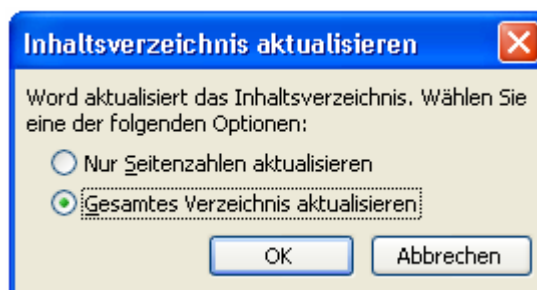 Inhaltsverzeichnis aktualisieren
Word aktualisiert das Inhaltsverzeichnis. Wählen Sie
eine der folgenden Optionen:
Nur Seitenzahlen aktualisieren
Gesamtes Verzeichnis aktualisieren
OK Abbrechen